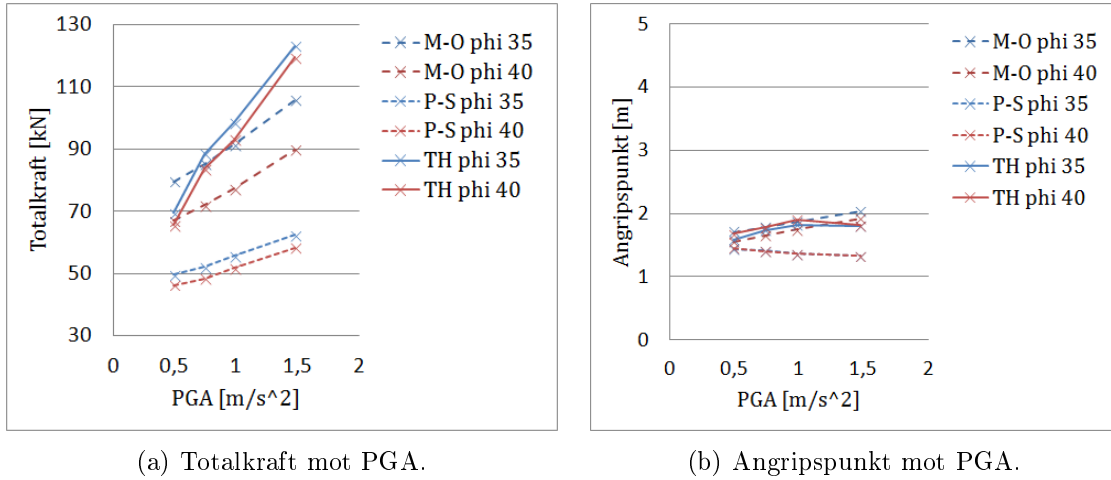 130
110
90
70
50
30
Totalkraft [kN]
0 0,5 1 1,5 2
PGA [m/s^2]
M-O phi 35
M-O phi 40
P-S phi 35
P-S phi 40
TH phi 35
TH phi 40
5
4
3
2
1
0
Angripspunkt [m]
0 0,5 1 1,5 2
PGA [m/s^2]
M-O phi 35
M-O phi 40
P-S phi 35
P-S phi 40
TH phi 35
TH phi 40
(a) Totalkraft mot PGA.
(b) Angripspunkt mot PGA.